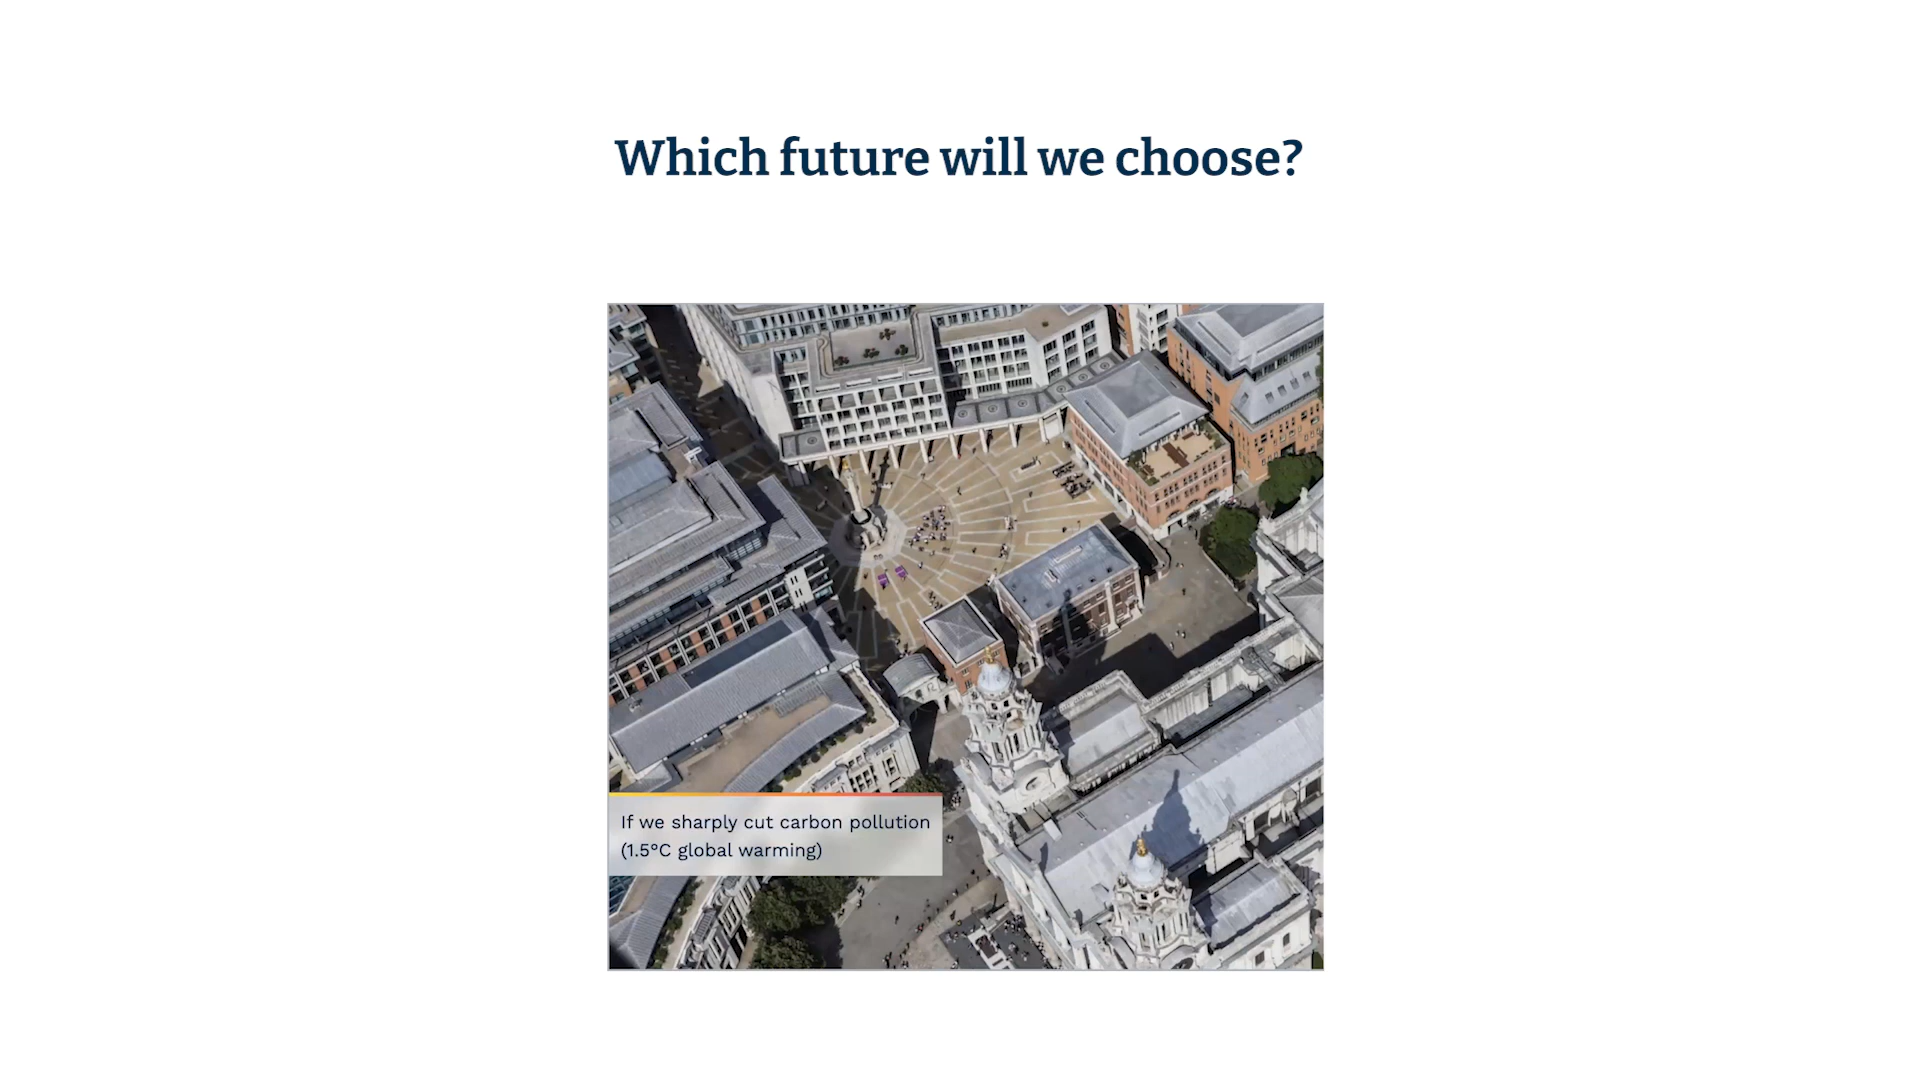 Which future will we choose?
If we sharply cut carbon pollution
(1.5°C global warming)